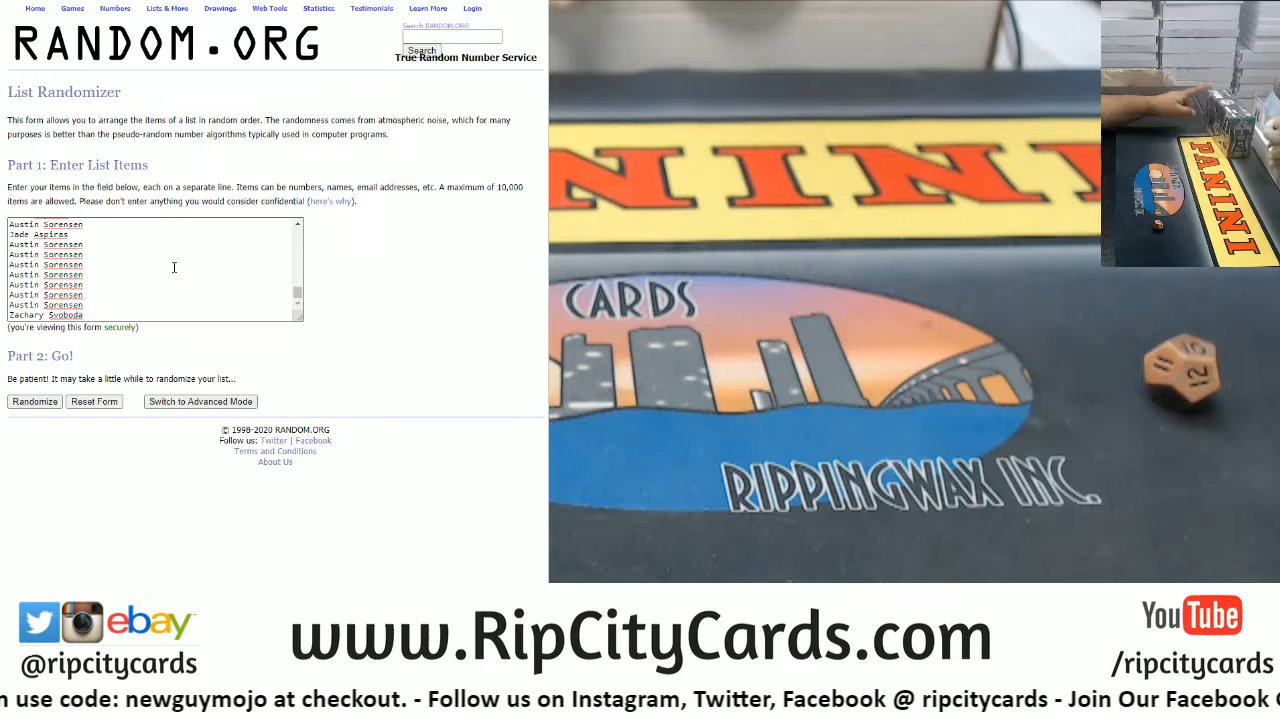 Home Games Numbers Lists & More Drawings Web Tools Statistics Testimonials Learn More Login
RANDOM.ORG
Search RANDOM.ORG
Search
True Random Number Service
List Randomizer
This form allows you to arrange the items of a list in random order. The randomness comes from atmospheric noise, which for many
purposes is better than the pseudo-random number algorithms typically used in computer programs.
Part 1: Enter List Items
Enter your items in the field below, each on a separate line. Items can be numbers, names, email addresses, etc. A maximum of 10,000
items are allowed. Please don't enter anything you would consider confidential (here's why).
Austin Sorensen
Jade Aspiras
Austin Sorensen
Austin Sorensen
Austin Sorensen
Austin Sorensen
Austin Sorensen
Austin Sorensen
Austin Sorensen
Zachary Svoboda
(you're viewing this form securely)
Part 2: Go!
Be patient! It may take a little while to randomize your list...
Randomize Reset Form Switch to Advanced Mode
© 1998-2020 RANDOM.ORG
Follow us: Twitter | Facebook
Terms and Conditions
About Us
NINI
CARDS
RIPPINGWAX INC.
11
12
PANINI
ebay
@ripcitycards
www.RipCityCards.com
YouTube
/ripcitycards
n use code: newguymojo at checkout. - Follow us on Instagram, Twitter, Facebook @ ripcitycards - Join Our Facebook